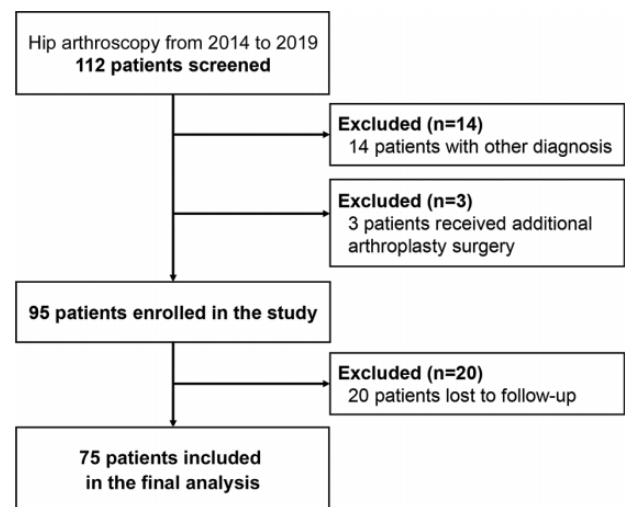 Hip arthroscopy from 2014 to 2019
112 patients screened
Excluded (n=14)
14 patients with other diagnosis
Excluded (n=3)
3 patients received additional
arthroplasty surgery
95 patients enrolled in the study
Excluded (n=20)
20 patients lost to follow-up
75 patients included
in the final analysis